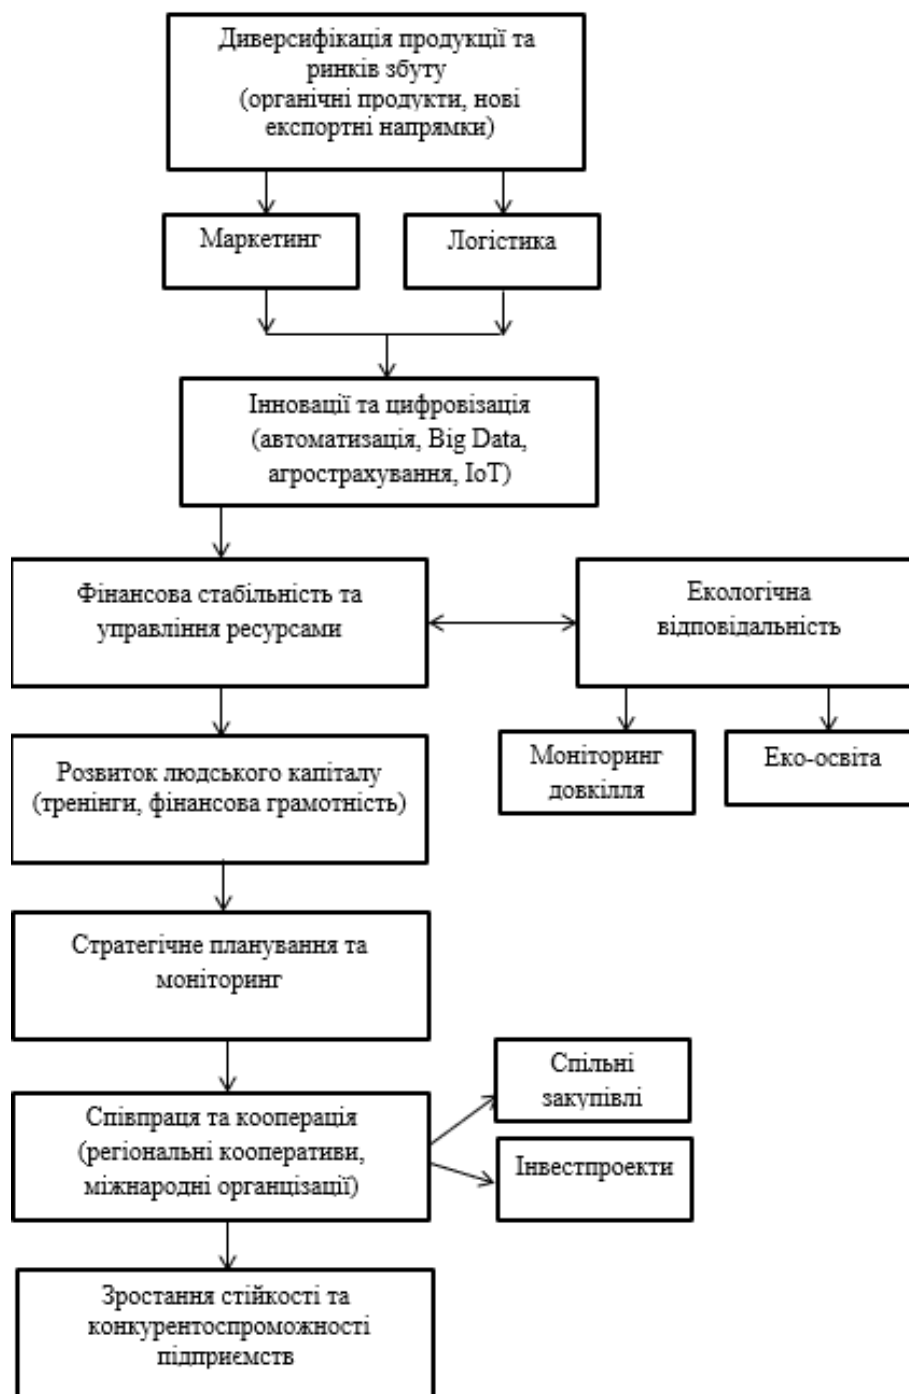 Диверсифікація продукції та
ринків збуту
(органічні продукти, нові
експортні напрямки)
Маркетинг
Логістика
Інновації та цифровізація
(автоматизація, Big Data,
агрострахування, IoT)
Фінансова стабільність та
управління ресурсами
Екологічна
відповідальність
Моніторинг
довкілля
Еко-освіта
Розвиток людського капіталу
(тренінги, фінансова грамотність)
Стратегічне планування та
моніторинг
Співпраця та кооперація
(регіональні кооперативи,
міжнародні органцізації)
Спільні
закупівлі
Інвестпроекти
Зростання стійкості та
конкурентоспроможності
підприємств